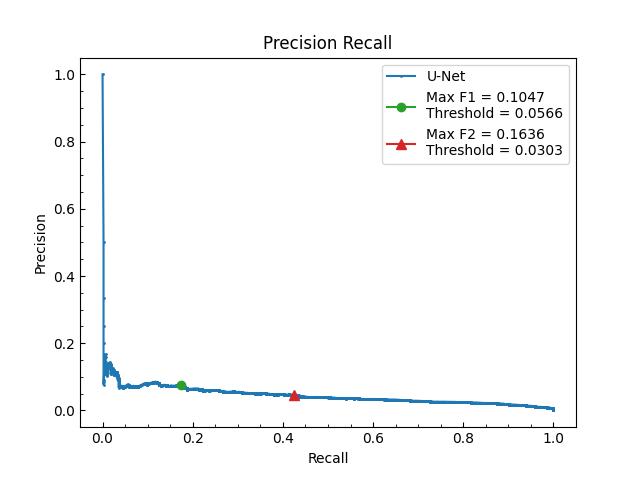 Precision Recall
U-Net
Max F1 = 0.1047
Threshold = 0.0566
Max F2 = 0.1636
Threshold = 0.0303
Precision
1.0
0.8
0.6
0.4
0.2
0.0
0.0 0.2 0.4 0.6 0.8 1.0
Recall